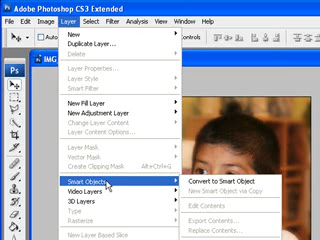 Adobe Photoshop CS3 Extended
File Edit Image Layer Select Filter Analysis View Window Help
New
Duplicate Layer...
Delete
Layer Properties...
Layer Style
Smart Filter
New Fill Layer
New Adjustment Layer
Change Layer Content
Layer Content Options...
Layer Mask
Vector Mask
Create Clipping Mask Alt+Ctrl+G
Smart Objects
Video Layers
3D Layers
Type
Rasterize
New Layer Based Slice
Ps
IMG
Convert to Smart Object
New Smart Object via Copy
Edit Contents
Export Contents...
Replace Contents...